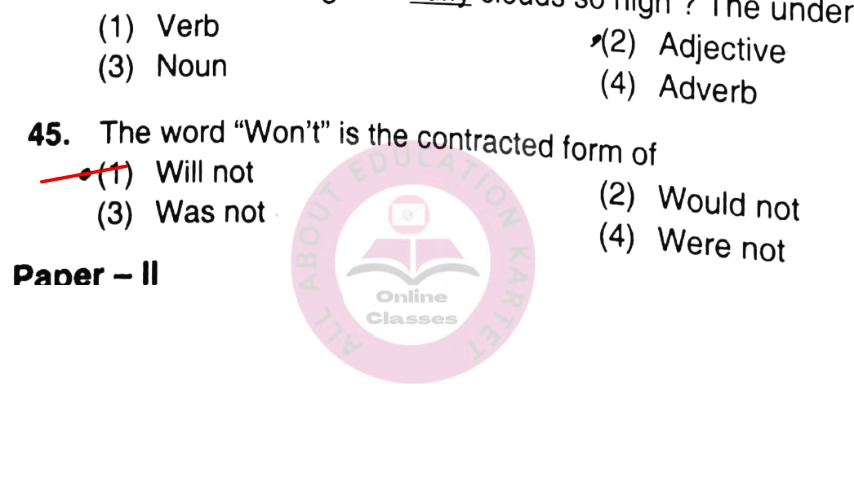 clouds so high ? The under
(1) Verb
(2) Adjective
(3) Noun
(4) Adverb
45. The word “Won’t” is the contracted form of
(1) Will not
(2) Would not
(3) Was not
(4) Were not
Paper – II
ALL ABOUT EDUCATION KARTET
Online
Classes